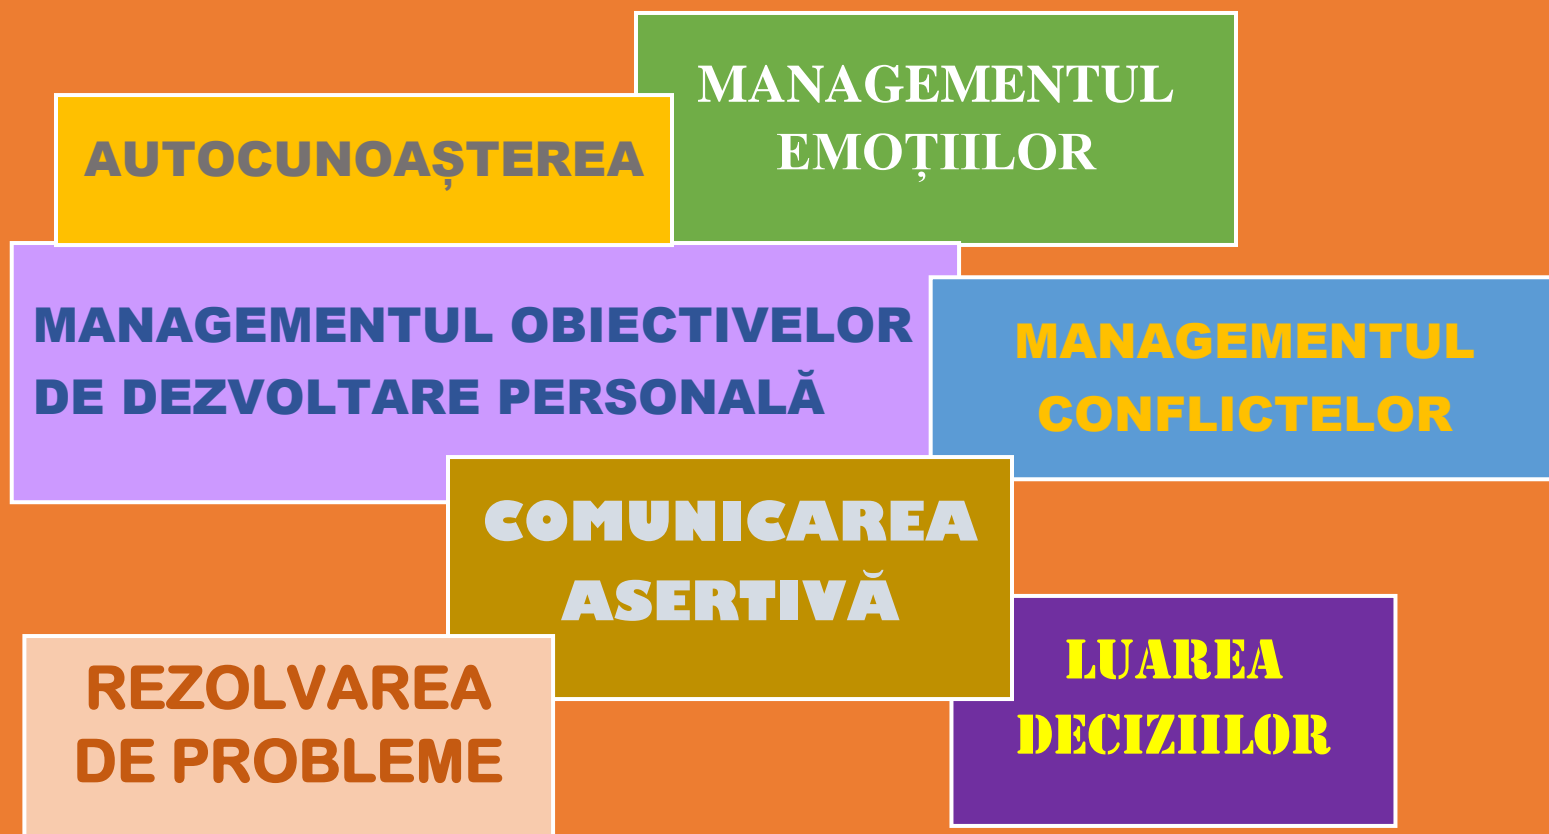 MANAGEMENTUL
EMOȚIILOR
AUTOCUNOAȘTEREA
MANAGEMENTUL OBIECTIVELOR
DE DEZVOLTARE PERSONALĂ
MANAGEMENTUL
CONFLICTELOR
COMUNICAREA
ASERTIVĂ
LUAREA
DECIZIILOR
REZOLVAREA
DE PROBLEME